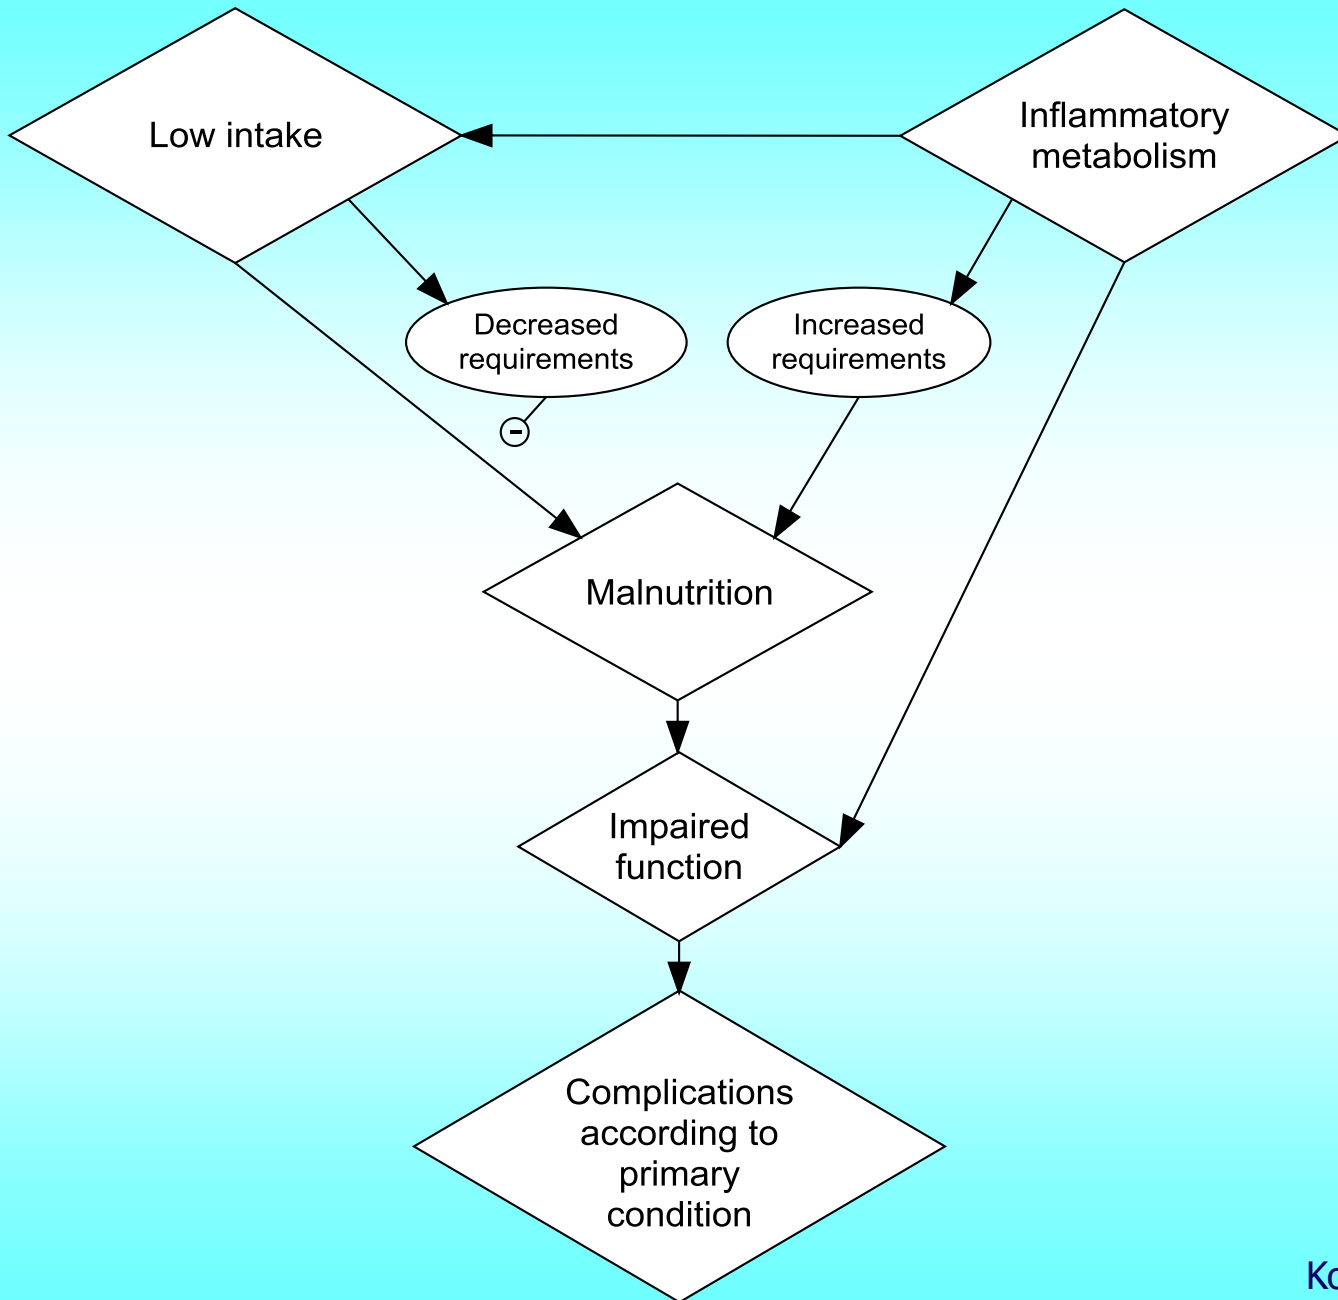 Low intake
Inflammatory
metabolism
Decreased
requirements
Increased
requirements
-
Malnutrition
Impaired
function
Complications
according to
primary
condition